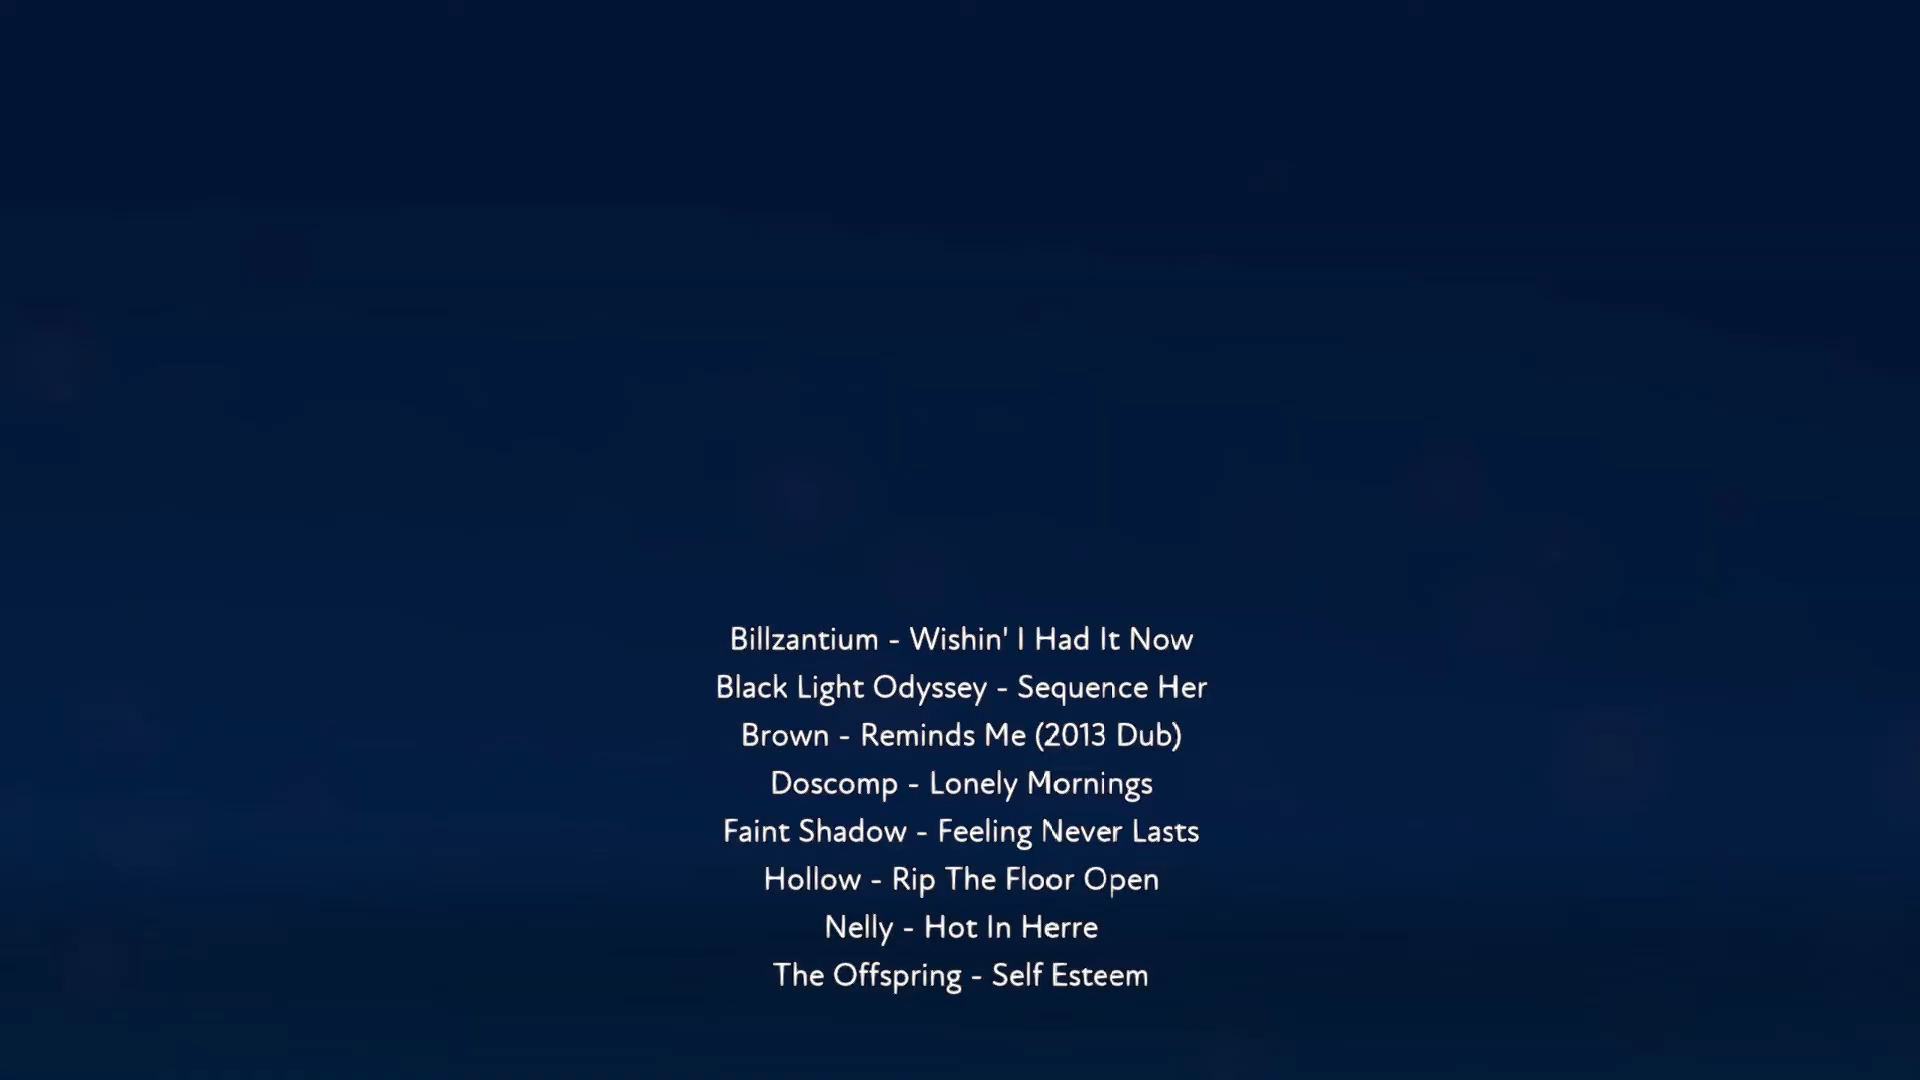 Billzantium - Wishin' I Had It Now
Black Light Odyssey - Sequence Her
Brown - Reminds Me (2013 Dub)
Doscomp - Lonely Mornings
Faint Shadow - Feeling Never Lasts
Hollow - Rip The Floor Open
Nelly - Hot In Herre
The Offspring - Self Esteem